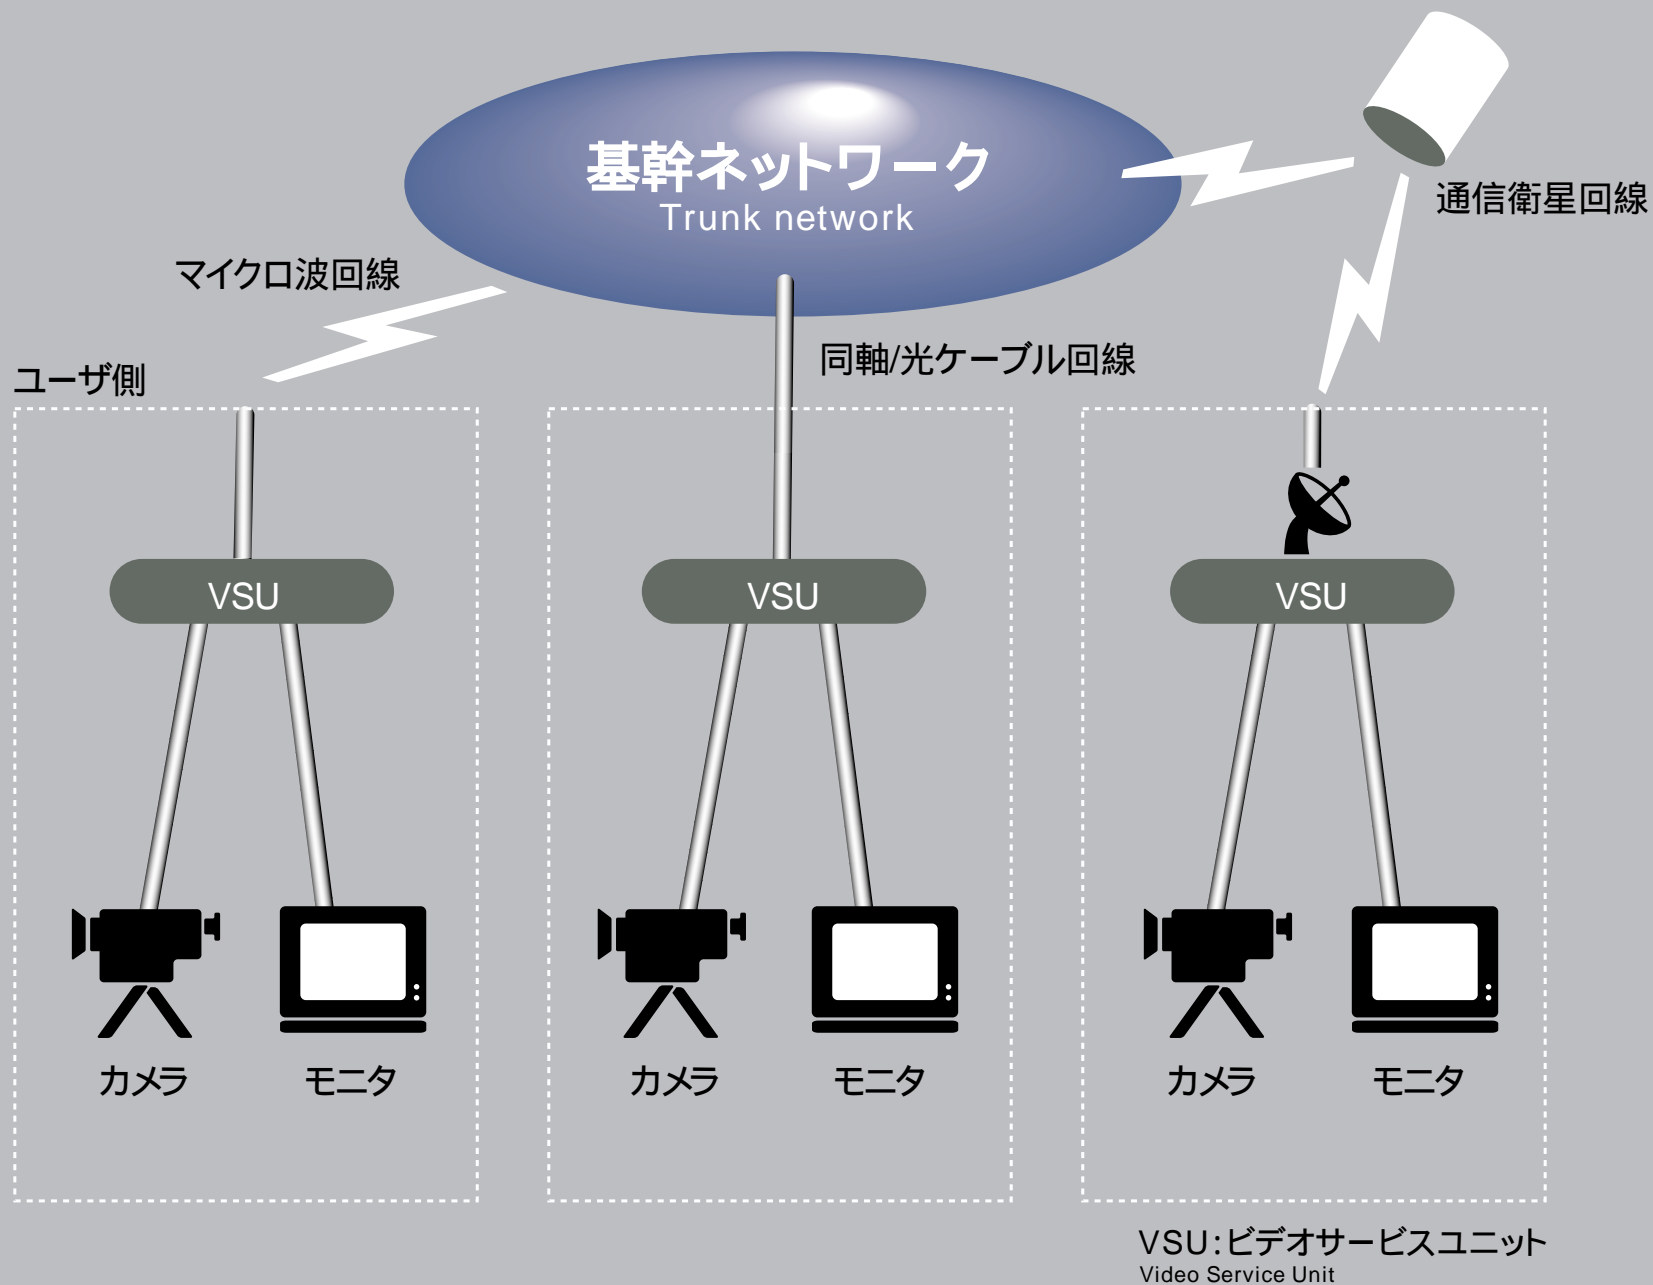 基幹ネットワーク
Trunk network
通信衛星回線
マイクロ波回線
同軸/光ケーブル回線
ユーザ側
VSU
VSU
VSU
カメラ
モニタ
カメラ
モニタ
カメラ
モニタ
VSU:ビデオサービスユニット
Video Service Unit